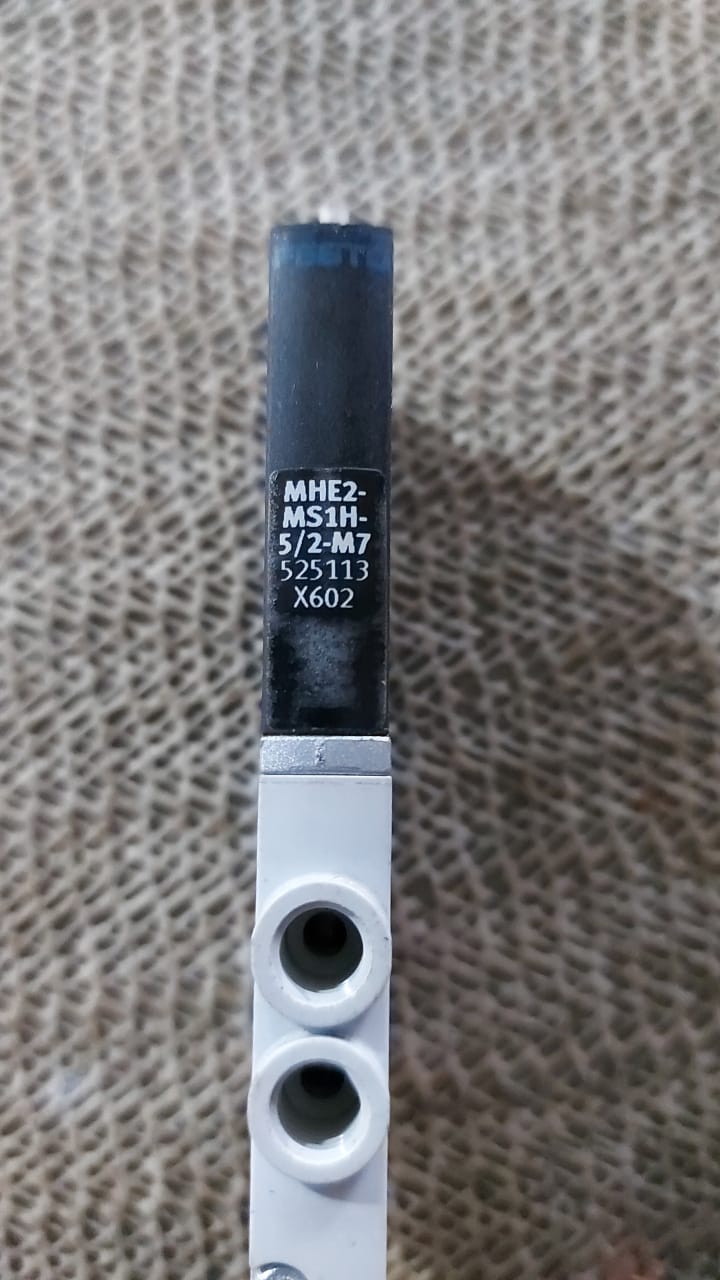 MHE2-
MS1H-
5/2-M7
525113
X602